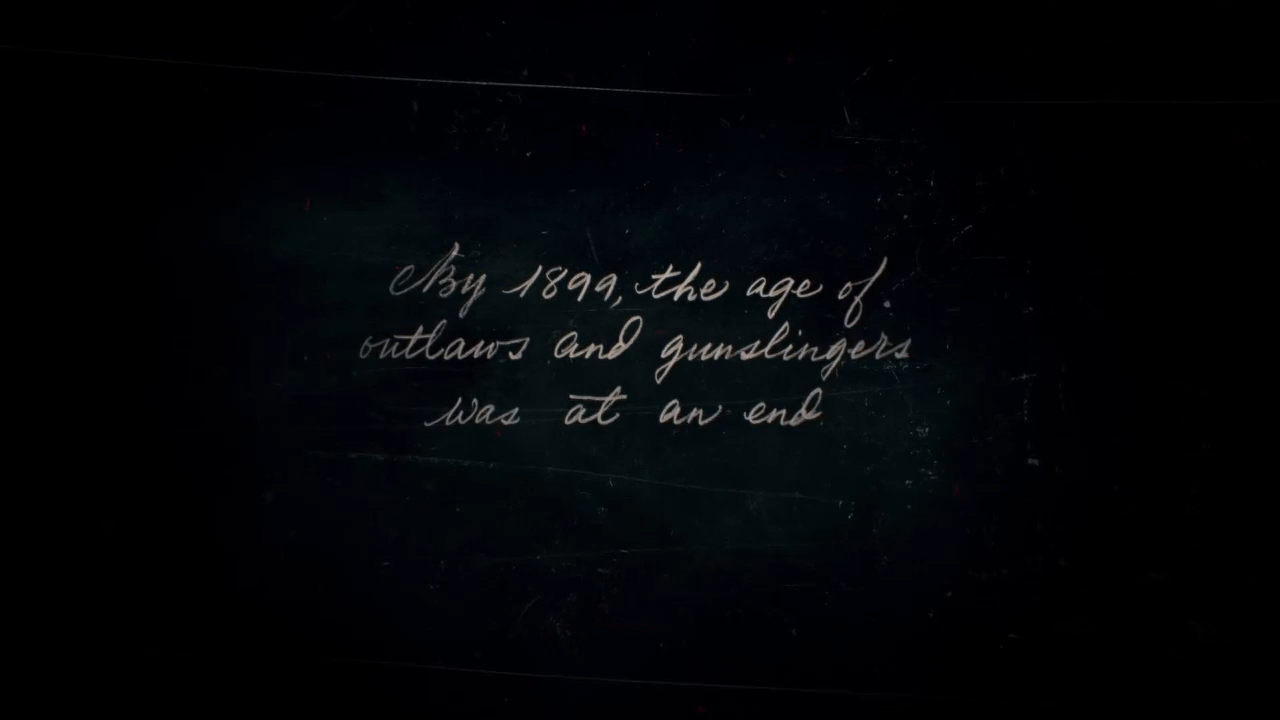 By 1899, the age of
outlaws and gunslingers
was at an end